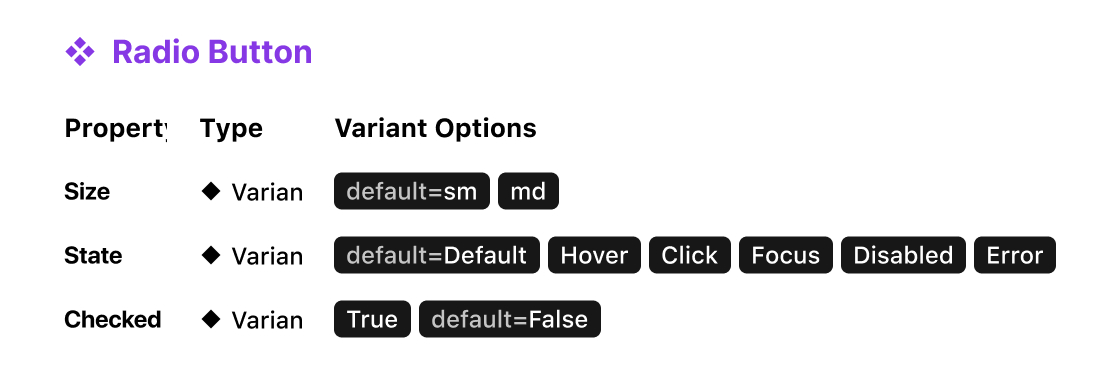 Radio Button
Property Type Variant Options
Size Varian default=sm md
State Varian default=Default Hover Click Focus Disabled Error
Checked Varian True default=False